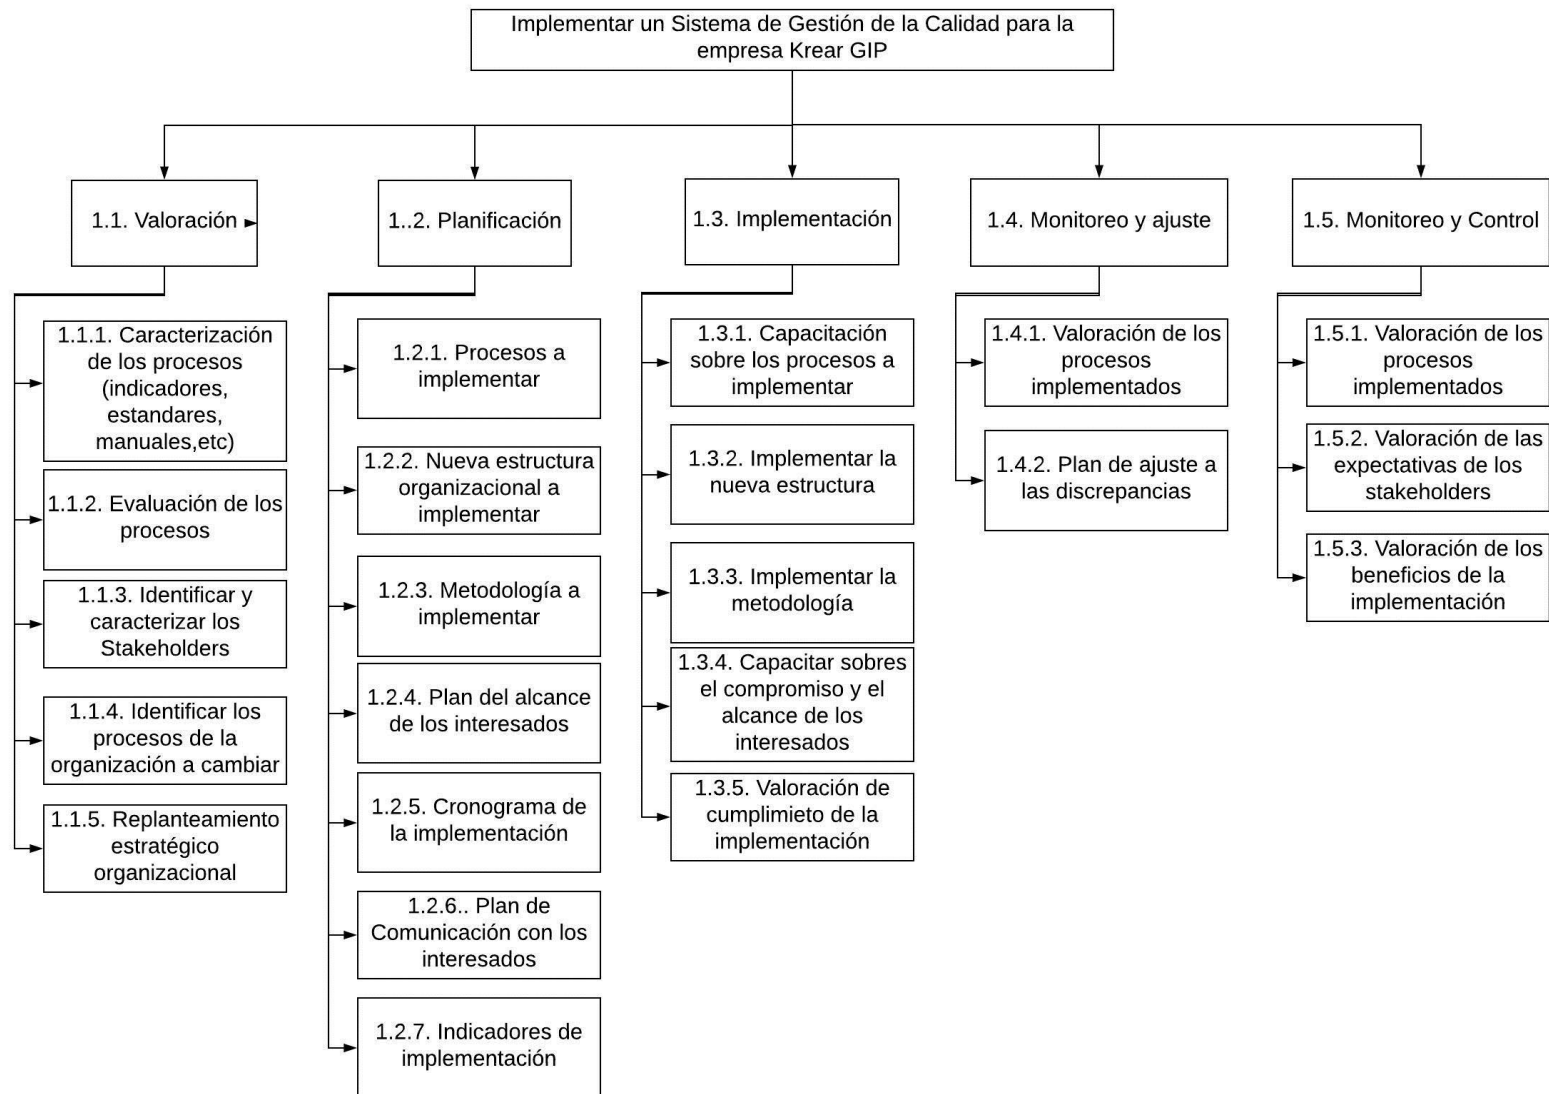 Implementar un Sistema de Gestión de la Calidad para la
empresa Krear GIP
1.1. Valoración
1..2. Planificación
1.3. Implementación
1.4. Monitoreo y ajuste
1.5. Monitoreo y Control
1.1.1. Caracterización
de los procesos
(indicadores,
estandares,
manuales,etc)
1.1.2. Evaluación de los
procesos
1.1.3. Identificar y
caracterizar los
Stakeholders
1.1.4. Identificar los
procesos de la
organización a cambiar
1.1.5. Replanteamiento
estratégico
organizacional
1.2.1. Procesos a
implementar
1.2.2. Nueva estructura
organizacional a
implementar
1.2.3. Metodología a
implementar
1.2.4. Plan del alcance
de los interesados
1.2.5. Cronograma de
la implementación
1.2.6.. Plan de
Comunicación con los
interesados
1.2.7. Indicadores de
implementación
1.3.1. Capacitación
sobre los procesos a
implementar
1.3.2. Implementar la
nueva estructura
1.3.3. Implementar la
metodología
1.3.4. Capacitar sobres
el compromiso y el
alcance de los
interesados
1.3.5. Valoración de
cumplimieto de la
implementación
1.4.1. Valoración de los
procesos
implementados
1.4.2. Plan de ajuste a
las discrepancias
1.5.1. Valoración de los
procesos
implementados
1.5.2. Valoración de las
expectativas de los
stakeholders
1.5.3. Valoración de los
beneficios de la
implementación